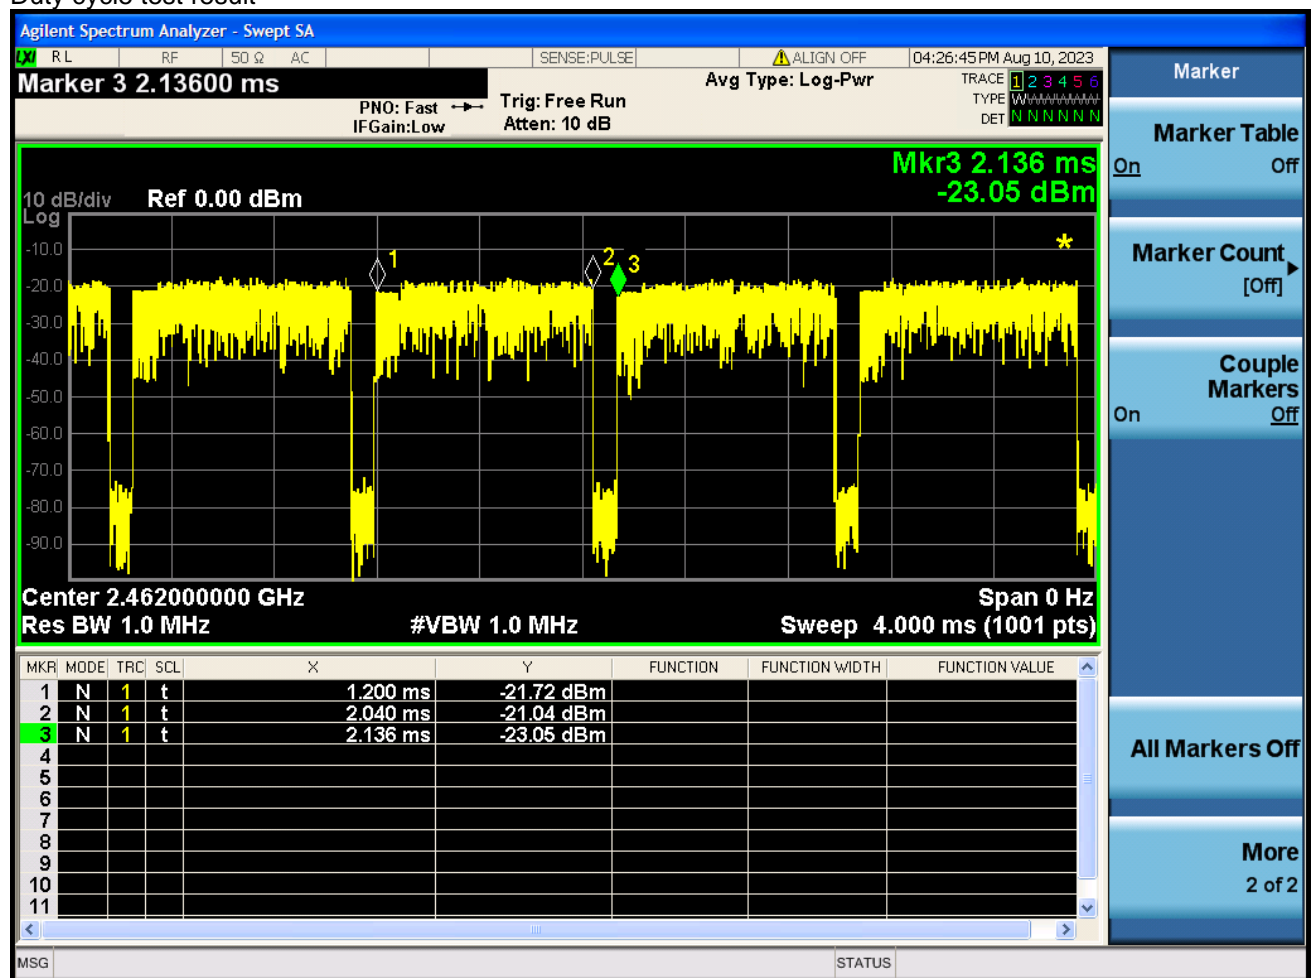 Duty cycle test result
Agilent Spectrum Analyzer - Swept SA
LXI RL RF 50 Ω AC SENSE:PULSE ALIGN OFF 04:26:45 PM Aug 10, 2023
Marker 3 2.13600 ms
PNO: Fast
IFGain:Low
Trig: Free Run
Atten: 10 dB
Avg Type: Log-Pwr
TRACE 1 2 3 4 5 6
TYPE W
DET N N N N N N
Mkr3 2.136 ms
-23.05 dBm
10 dB/div Ref 0.00 dBm
Log
-10.0
-20.0
-30.0
-40.0
-50.0
-60.0
-70.0
-80.0
-90.0
1
2
3
*
Center 2.462000000 GHz Span 0 Hz
Res BW 1.0 MHz #VBW 1.0 MHz Sweep 4.000 ms (1001 pts)
MKR MODE TRC SCL X Y FUNCTION FUNCTION WIDTH FUNCTION VALUE
1 N 1 t 1.200 ms -21.72 dBm
2 N 1 t 2.040 ms -21.04 dBm
3 N 1 t 2.136 ms -23.05 dBm
4
5
6
7
8
9
10
11
MSG STATUS
Marker
Marker Table
On Off
Marker Count
[Off]
Couple
Markers
On Off
All Markers Off
More
2 of 2